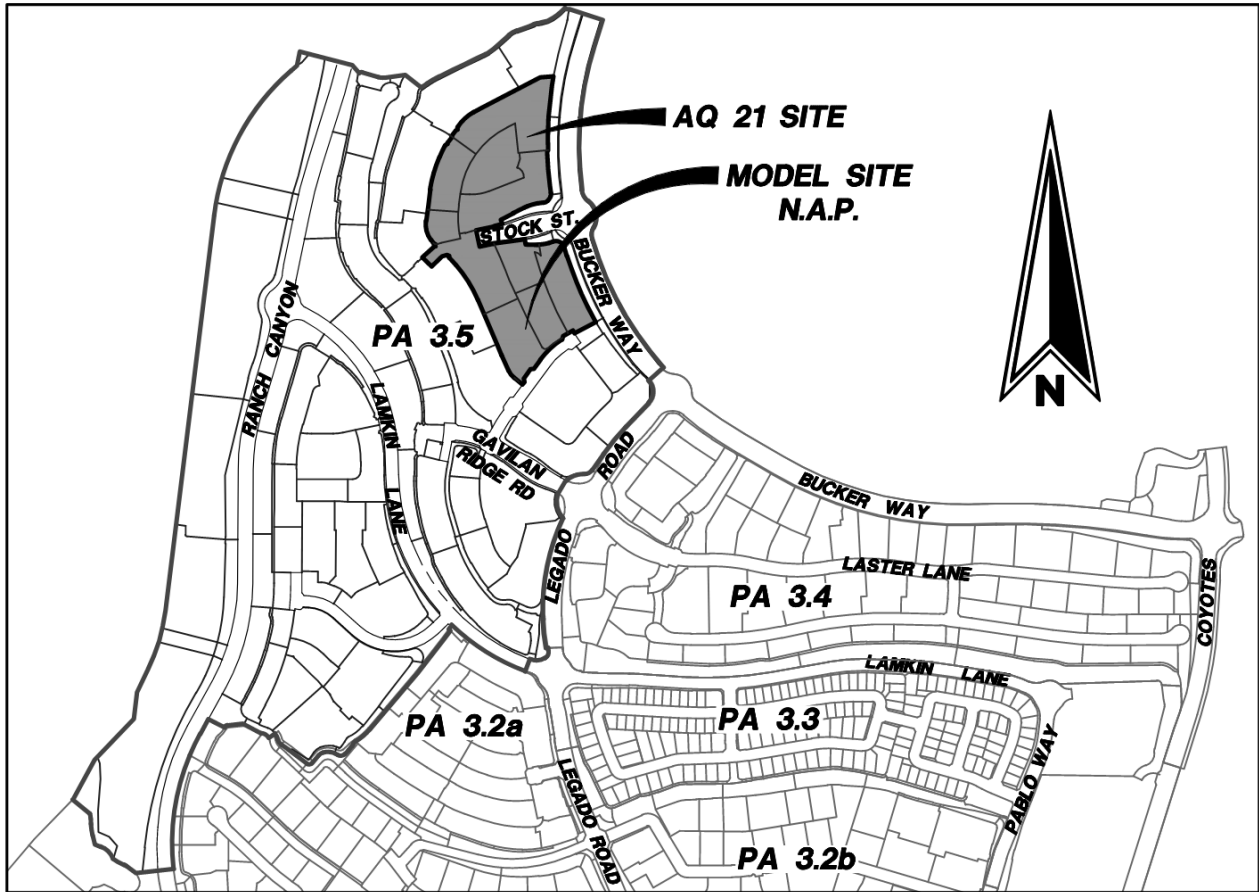 AQ 21 SITE
MODEL SITE
N.A.P.
STOCK ST.
BUCKER WAY
RANCH CANYON
PA 3.5
LAMKIN LANE
GAVILAN
RIDGE RD
LEGADO ROAD
N
BUCKER WAY
LASTER LANE
PA 3.4
COYOTES
LAMKIN LANE
PA 3.2a
PA 3.3
LEGADO ROAD
PABLO WAY
PA 3.2b